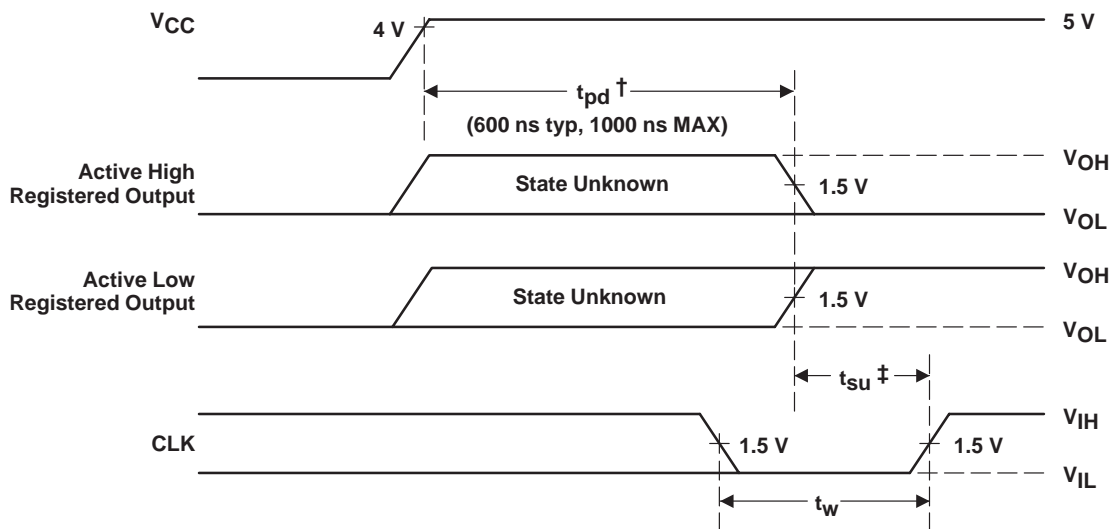 VCC
4 V
5 V
tpd †
(600 ns typ, 1000 ns MAX)
Active High
Registered Output
State Unknown
1.5 V
VOH
VOL
Active Low
Registered Output
State Unknown
1.5 V
VOH
VOL
tsu ‡
CLK
1.5 V
1.5 V
VIH
VIL
tw